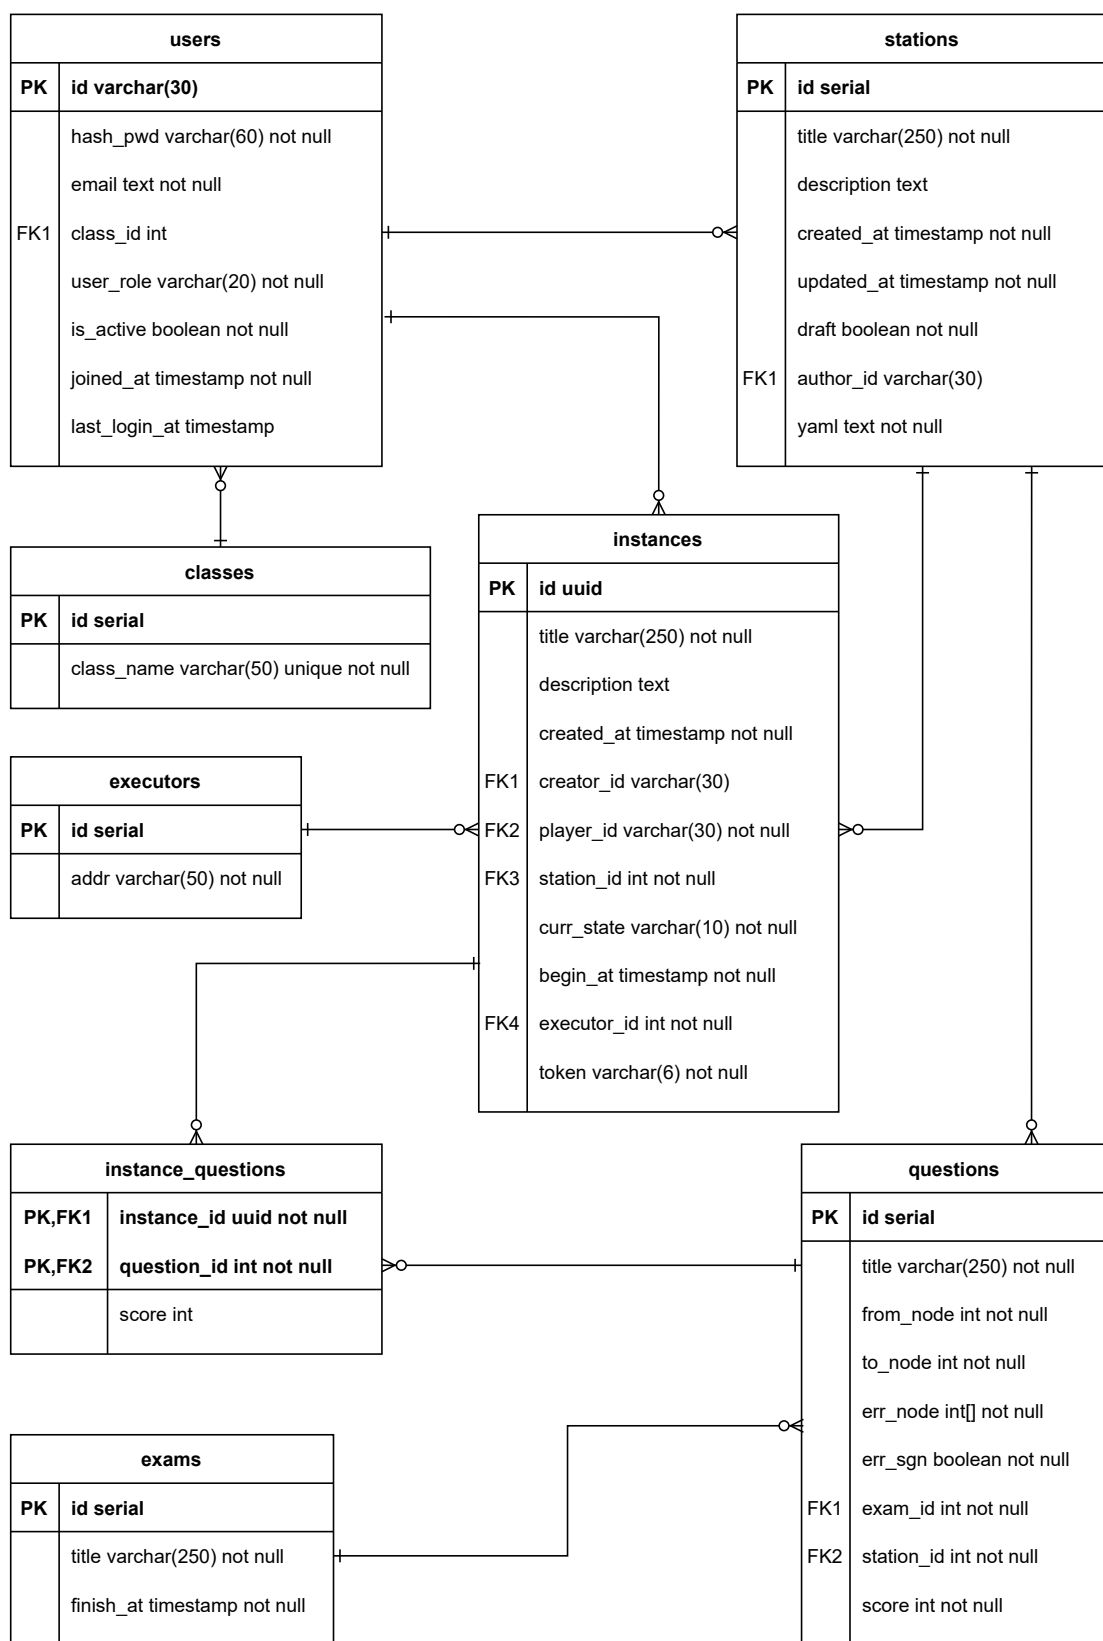 users
PK id varchar(30)
hash_pwd varchar(60) not null
email text not null
FK1 class_id int
user_role varchar(20) not null
is_active boolean not null
joined_at timestamp not null
last_login_at timestamp
stations
PK id serial
title varchar(250) not null
description text
created_at timestamp not null
updated_at timestamp not null
draft boolean not null
FK1 author_id varchar(30)
yaml text not null
classes
PK id serial
class_name varchar(50) unique not null
instances
PK id uuid
title varchar(250) not null
description text
created_at timestamp not null
FK1 creator_id varchar(30)
FK2 player_id varchar(30) not null
FK3 station_id int not null
curr_state varchar(10) not null
begin_at timestamp not null
FK4 executor_id int not null
token varchar(6) not null
executors
PK id serial
addr varchar(50) not null
instance_questions
PK,FK1 instance_id uuid not null
PK,FK2 question_id int not null
score int
questions
PK id serial
title varchar(250) not null
from_node int not null
to_node int not null
err_node int[] not null
err_sgn boolean not null
FK1 exam_id int not null
FK2 station_id int not null
score int not null
exams
PK id serial
title varchar(250) not null
finish_at timestamp not null